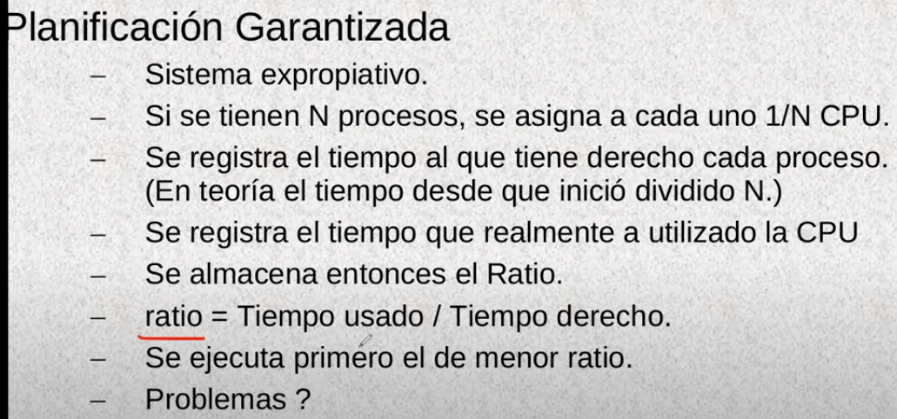 Planificación Garantizada
– Sistema expropiativo.
– Si se tienen N procesos, se asigna a cada uno 1/N CPU.
– Se registra el tiempo al que tiene derecho cada proceso.
(En teoría el tiempo desde que inició dividido N.)
– Se registra el tiempo que realmente a utilizado la CPU
– Se almacena entonces el Ratio.
– ratio = Tiempo usado / Tiempo derecho.
– Se ejecuta primero el de menor ratio.
– Problemas ?